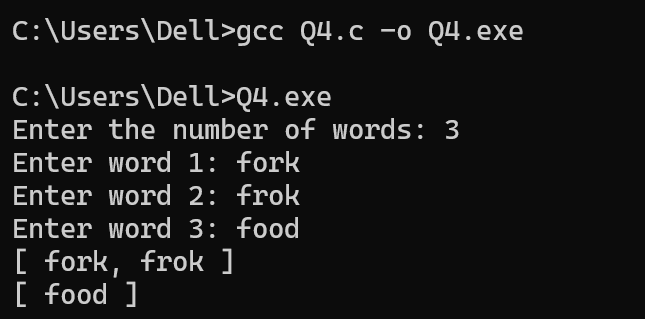 C:\Users\Dell>gcc Q4.c -o Q4.exe
C:\Users\Dell>Q4.exe
Enter the number of words: 3
Enter word 1: fork
Enter word 2: frok
Enter word 3: food
[ fork, frok ]
[ food ]